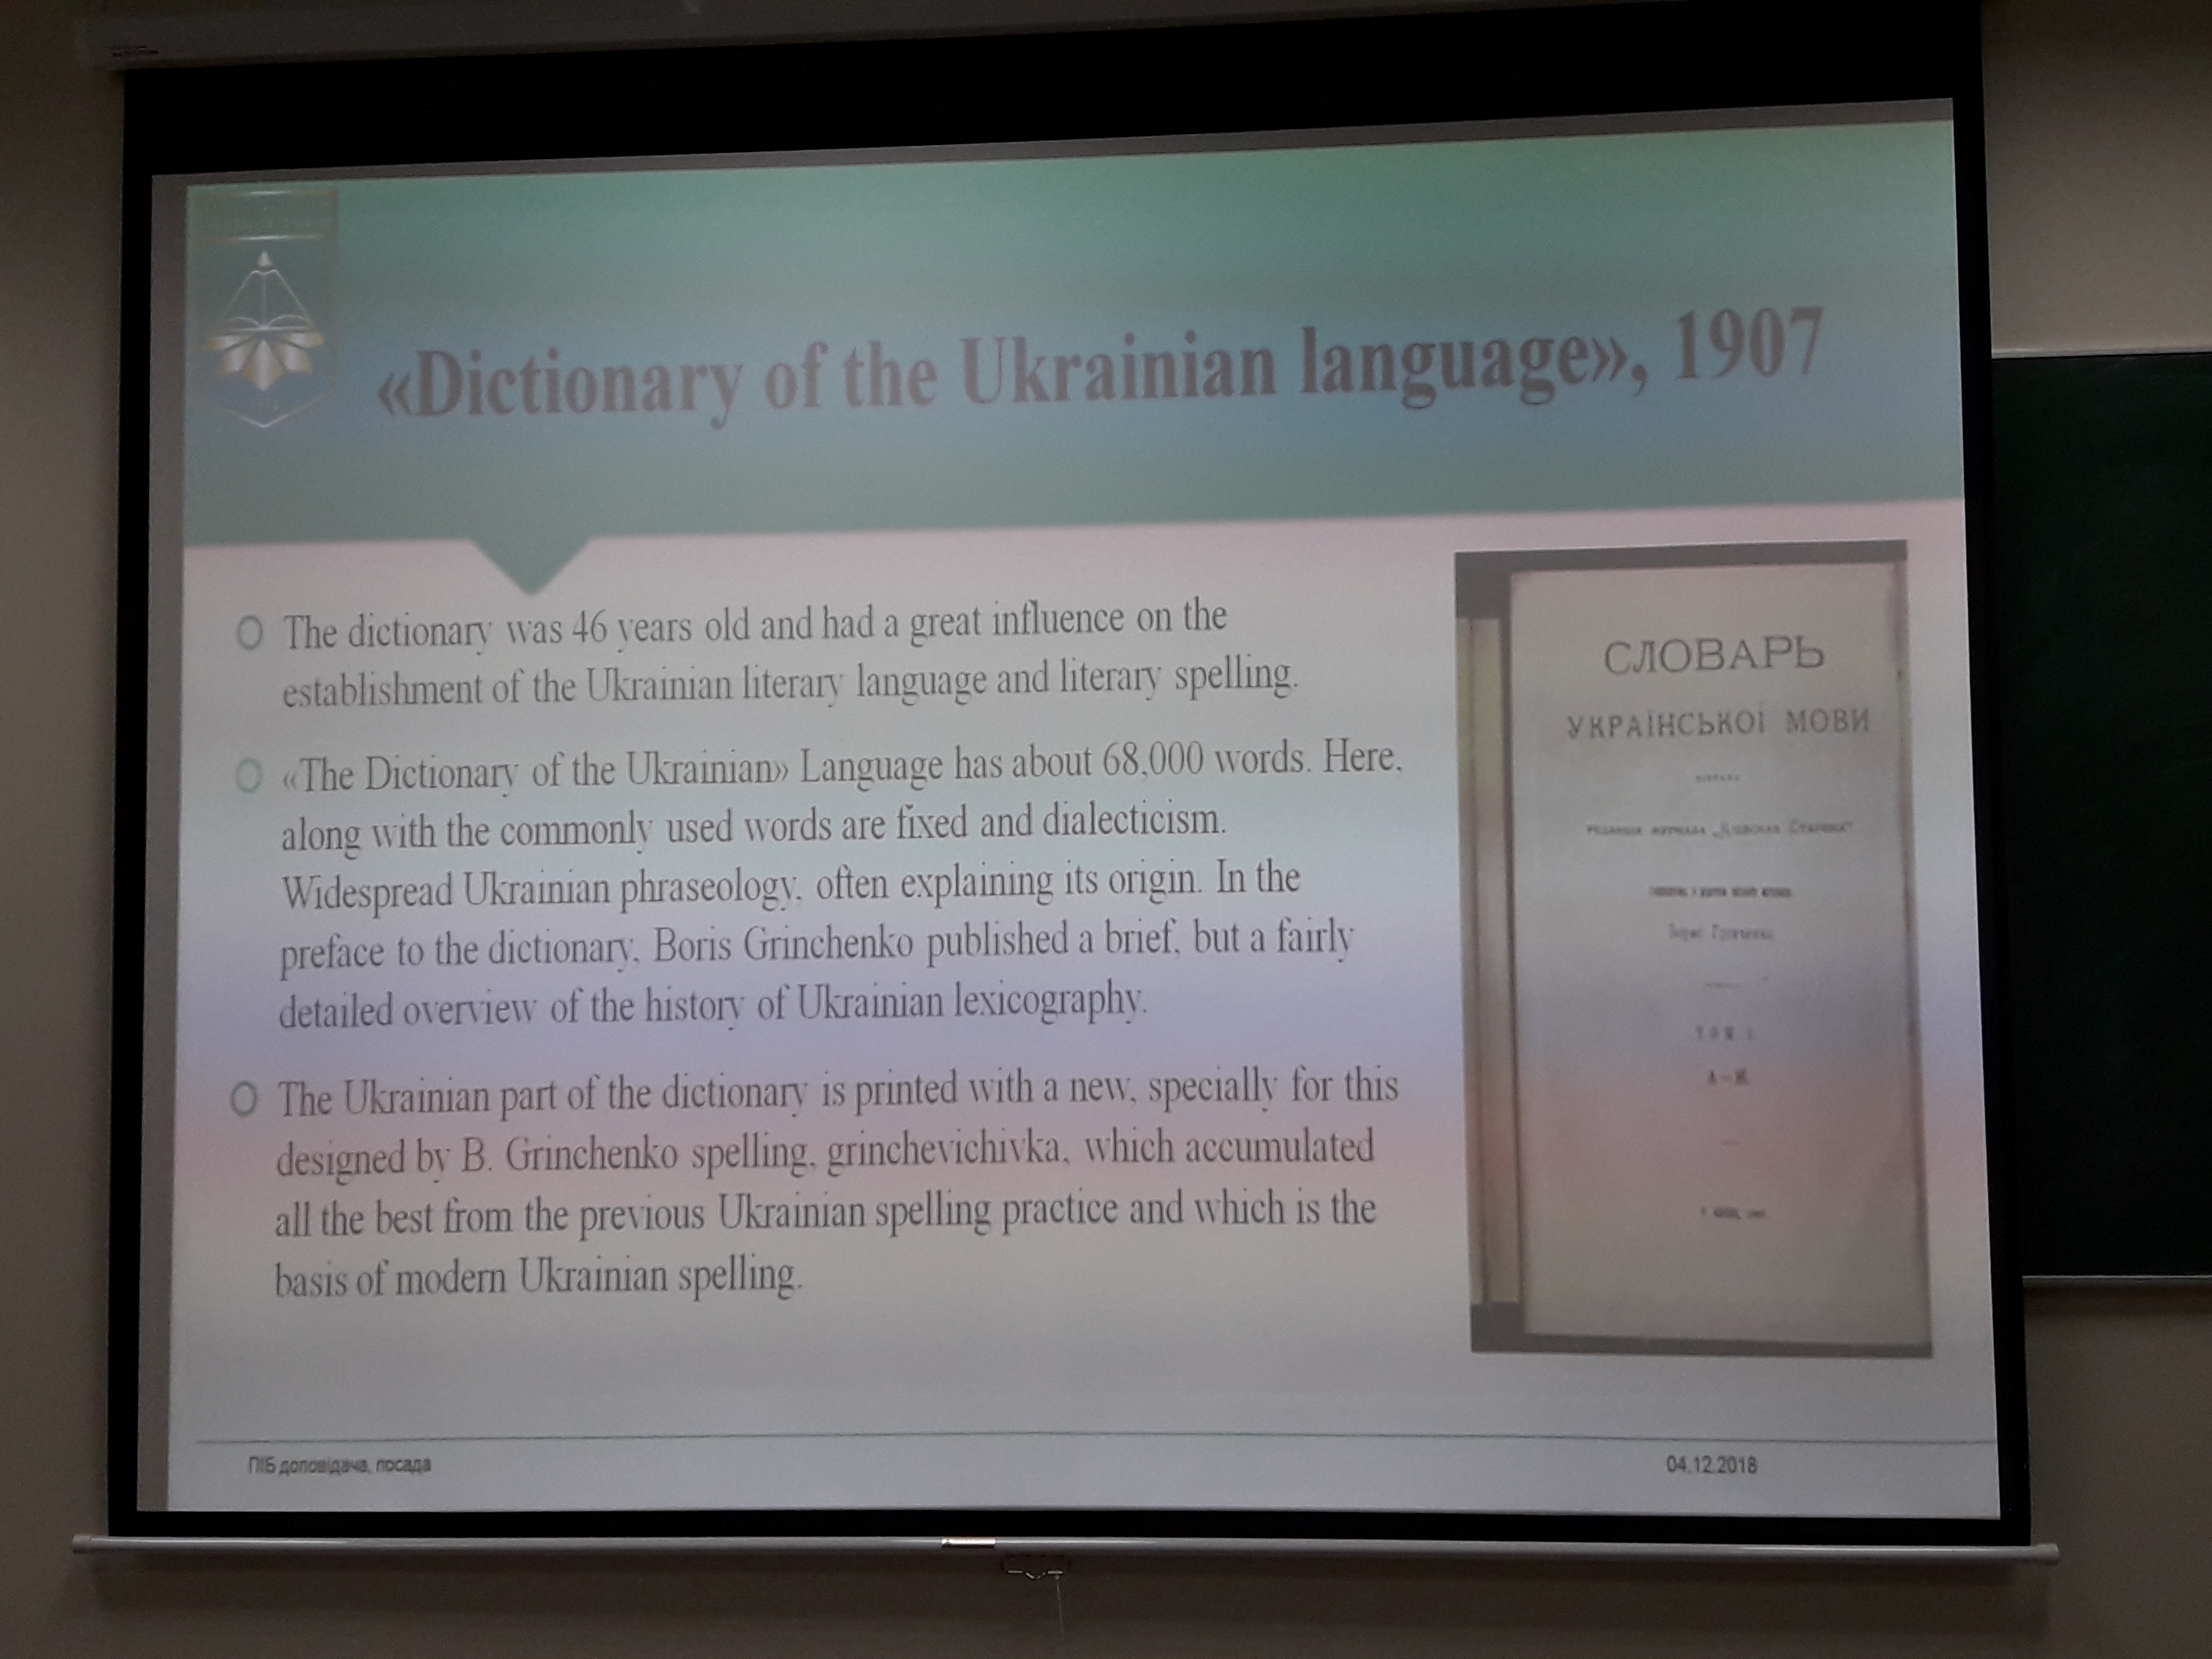 «Dictionary of the Ukrainian language», 1907
The dictionary was 46 years old and had a great influence on the
establishment of the Ukrainian literary language and literary spelling.
«The Dictionary of the Ukrainian» Language has about 68,000 words. Here,
along with the commonly used words are fixed and dialecticism.
Widespread Ukrainian phraseology, often explaining its origin. In the
preface to the dictionary, Boris Grinchenko published a brief, but a fairly
detailed overview of the history of Ukrainian lexicography.
The Ukrainian part of the dictionary is printed with a new, specially for this
designed by B. Grinchenko spelling, grinchevichivka, which accumulated
all the best from the previous Ukrainian spelling practice and which is the
basis of modern Ukrainian spelling.
СЛОВАРЬ
УКРАЇНСЬКОЇ МОВИ
А–Ж
ПІБ доповідача, посада
04.12.2018